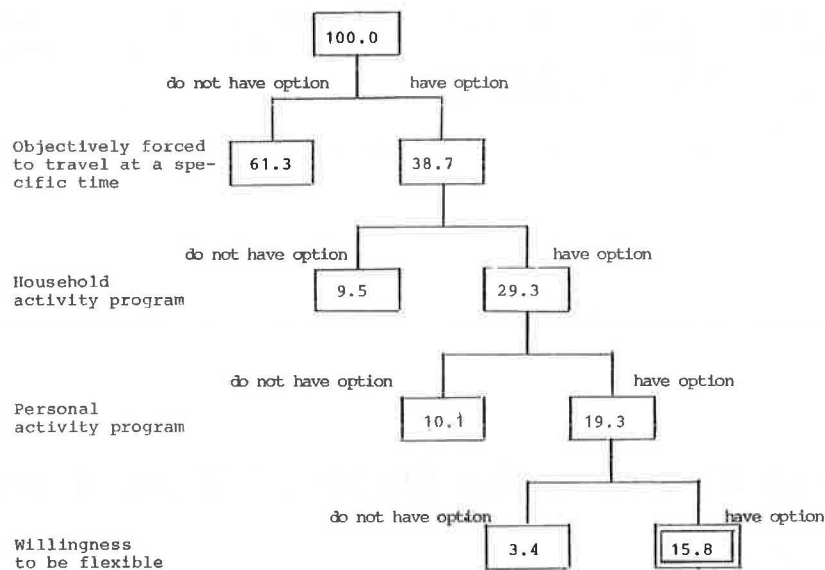 100.0
do not have option have option
Objectively forced
to travel at a spe-
cific time
61.3 38.7
do not have option have option
Household
activity program
9.5 29.3
do not have option have option
Personal
activity program
10.1 19.3
do not have option have option
Willingness
to be flexible
3.4 15.8